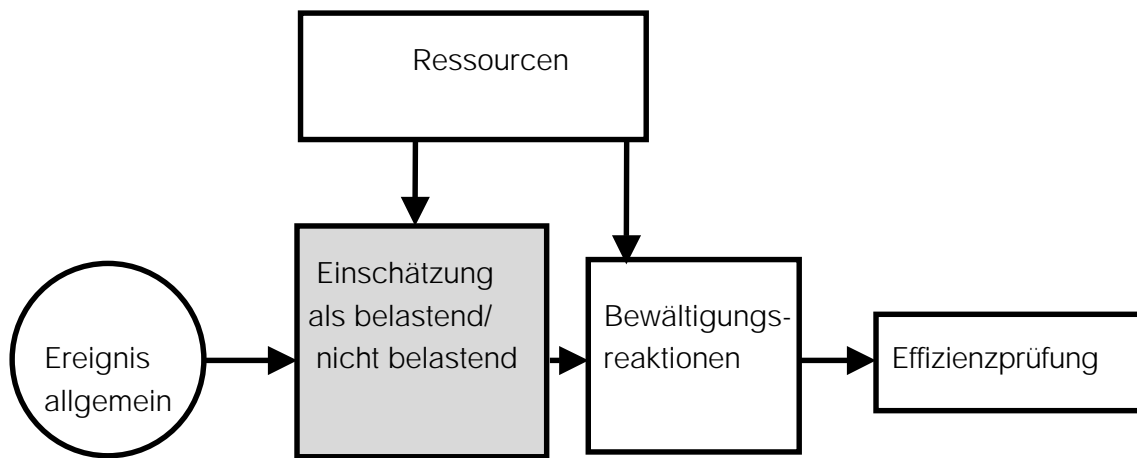 Ressourcen
Einschätzung
als belastend/
nicht belastend
Bewältigungs-
reaktionen
Ereignis
allgemein
Effizienzprüfung